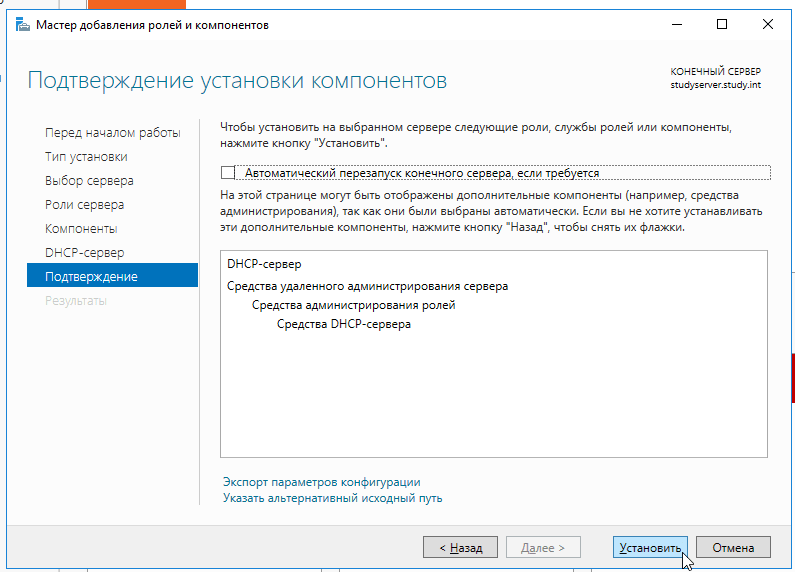 Мастер добавления ролей и компонентов
Подтверждение установки компонентов
КОНЕЧНЫЙ СЕРВЕР
studyserver.study.int
Перед началом работы
Тип установки
Выбор сервера
Роли сервера
Компоненты
DHCP-сервер
Подтверждение
Результаты
Чтобы установить на выбранном сервере следующие роли, службы ролей или компоненты,
нажмите кнопку "Установить".
Автоматический перезапуск конечного сервера, если требуется
На этой странице могут быть отображены дополнительные компоненты (например, средства
администрирования), так как они были выбраны автоматически. Если вы не хотите устанавливать
эти дополнительные компоненты, нажмите кнопку "Назад", чтобы снять их флажки.
DHCP-сервер
Средства удаленного администрирования сервера
Средства администрирования ролей
Средства DHCP-сервера
Экспорт параметров конфигурации
Указать альтернативный исходный путь
< Назад
Далее >
Установить
Отмена